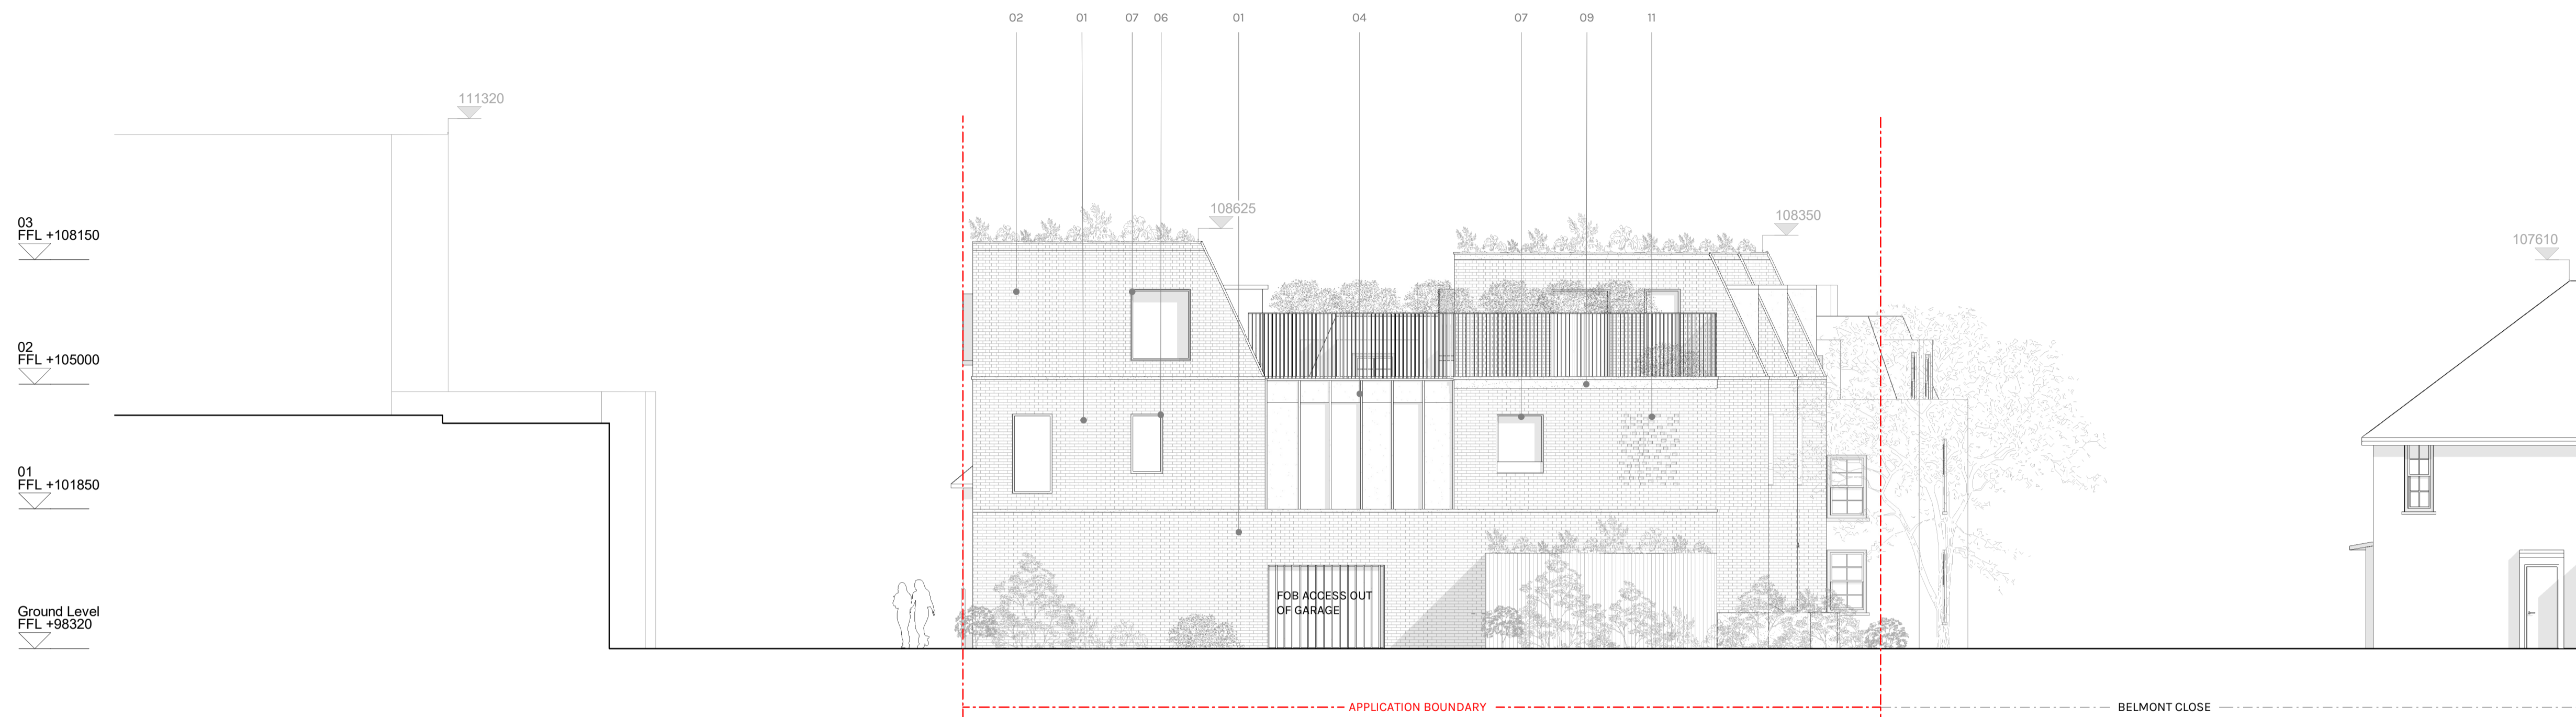 02 01 07 06 01 04 07 09 11
111320
108625
108350
107610
03
FFL +108150
02
FFL +105000
01
FFL +101850
Ground Level
FFL +98320
FOB ACCESS OUT
OF GARAGE
APPLICATION BOUNDARY
BELMONT CLOSE